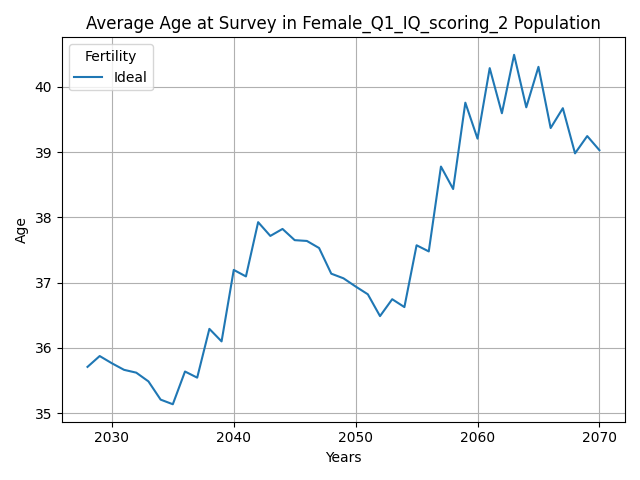 Average Age at Survey in Female_Q1_IQ_scoring_2 Population
Fertility
Ideal
40
39
38
37
36
35
Age
2030 2040 2050 2060 2070
Years